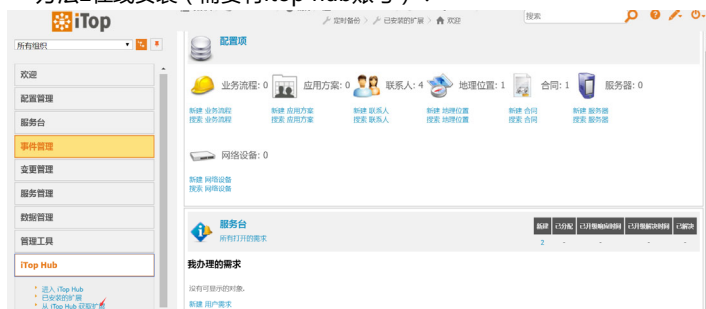 方法2在线安装（需要有itop hub账号）：
iTop
定时备份 > 已安装的扩展 > 欢迎
搜索
所有组织
欢迎
配置管理
服务台
事件管理
变更管理
服务管理
数据管理
管理工具
iTop Hub
进入 iTop Hub
已安装的扩展
从 iTop Hub 获取扩展
配置项
业务流程: 0
应用方案: 0
联系人: 4
地理位置: 1
合同: 1
服务器: 0
新建 业务流程
新建 应用方案
新建 联系人
新建 地理位置
新建 合同
新建 服务器
搜索 业务流程
搜索 应用方案
搜索 联系人
搜索 地理位置
搜索 合同
搜索 服务器
网络设备: 0
新建 网络设备
搜索 网络设备
服务台
所有打开的需求
新建 已分配 已升级响应时间 已升级解决时间 已解决
2 - - - -
我办理的需求
没有可显示的对象.
新建 用户需求